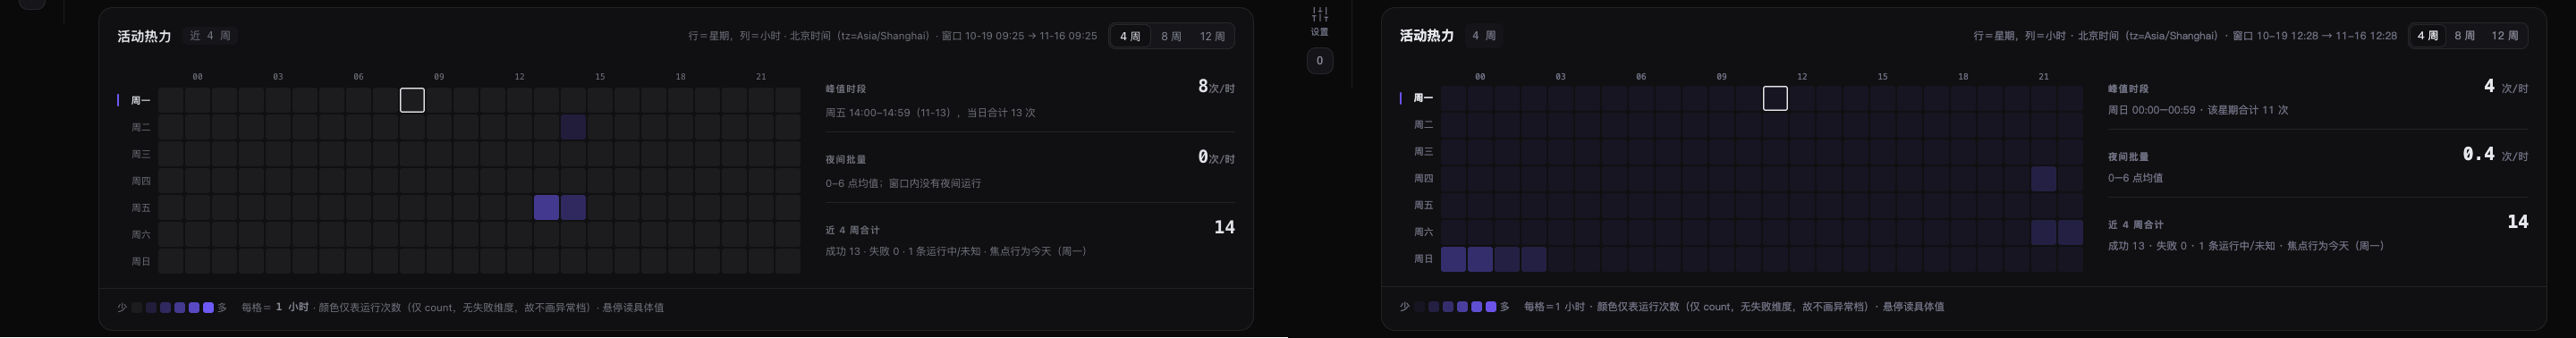 活动热力 近 4 周 行=星期，列=小时 · 北京时间（tz=Asia/Shanghai）· 窗口 10-19 09:25 → 11-16 09:25 4 周 8 周 12 周
00 03 06 09 12 15 18 21
周一
周二
周三
周四
周五
周六
周日
峰值时段 8次/时
周五 14:00–14:59（11-13），当日合计 13 次
夜间批量 0次/时
0–6 点均值；窗口内没有夜间运行
近 4 周合计 14
成功 13 · 失败 0 · 1 条运行中/未知 · 焦点行为今天（周一）
少 多 每格= 1 小时 · 颜色仅表运行次数（仅 count，无失败维度，故不画异常档）· 悬停读具体值
设置
0
活动热力 4 周 行=星期，列=小时 · 北京时间（tz=Asia/Shanghai）· 窗口 10-19 12:28 → 11-16 12:28 4 周 8 周 12 周
00 03 06 09 12 15 18 21
周一
周二
周三
周四
周五
周六
周日
峰值时段 4 次/时
周日 00:00—00:59 · 该星期合计 11 次
夜间批量 0.4 次/时
0—6 点均值
近 4 周合计 14
成功 13 · 失败 0 · 1 条运行中/未知 · 焦点行为今天（周一）
少 多 每格=1 小时 · 颜色仅表运行次数（仅 count，无失败维度，故不画异常档）· 悬停读具体值